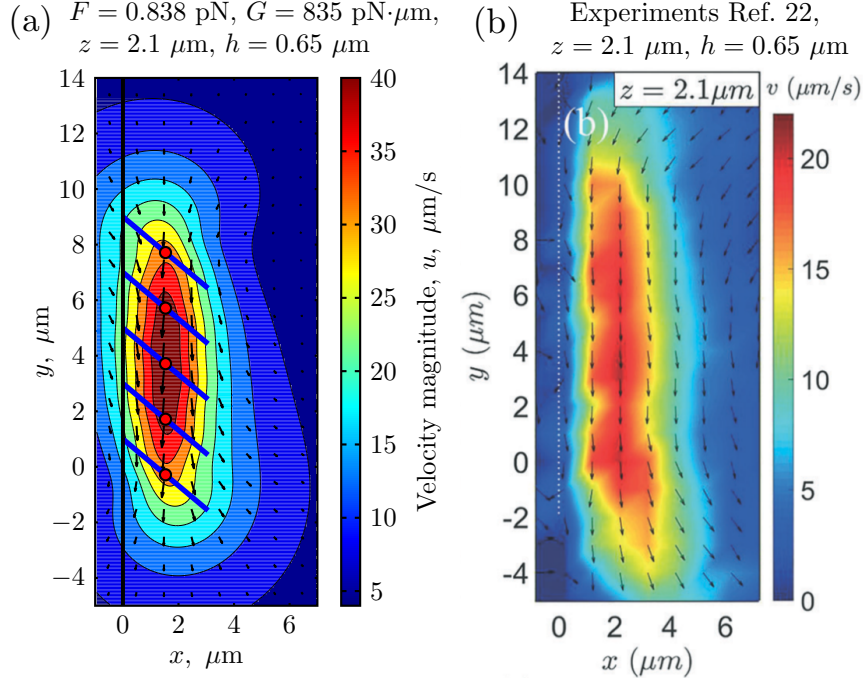 (a) F = 0.838 pN, G = 835 pN·μm,
z = 2.1 μm, h = 0.65 μm
14
12
10
8
6
4
2
0
−2
−4
y, μm
0 2 4 6
x, μm
40
35
30
25
20
15
10
5
Velocity magnitude, u, μm/s
(b) Experiments Ref. 22,
z = 2.1 μm, h = 0.65 μm
z = 2.1μm
(b)
14
12
10
8
6
4
2
0
-2
-4
y (μm)
0 2 4 6
x (μm)
v (μm/s)
20
15
10
5
0